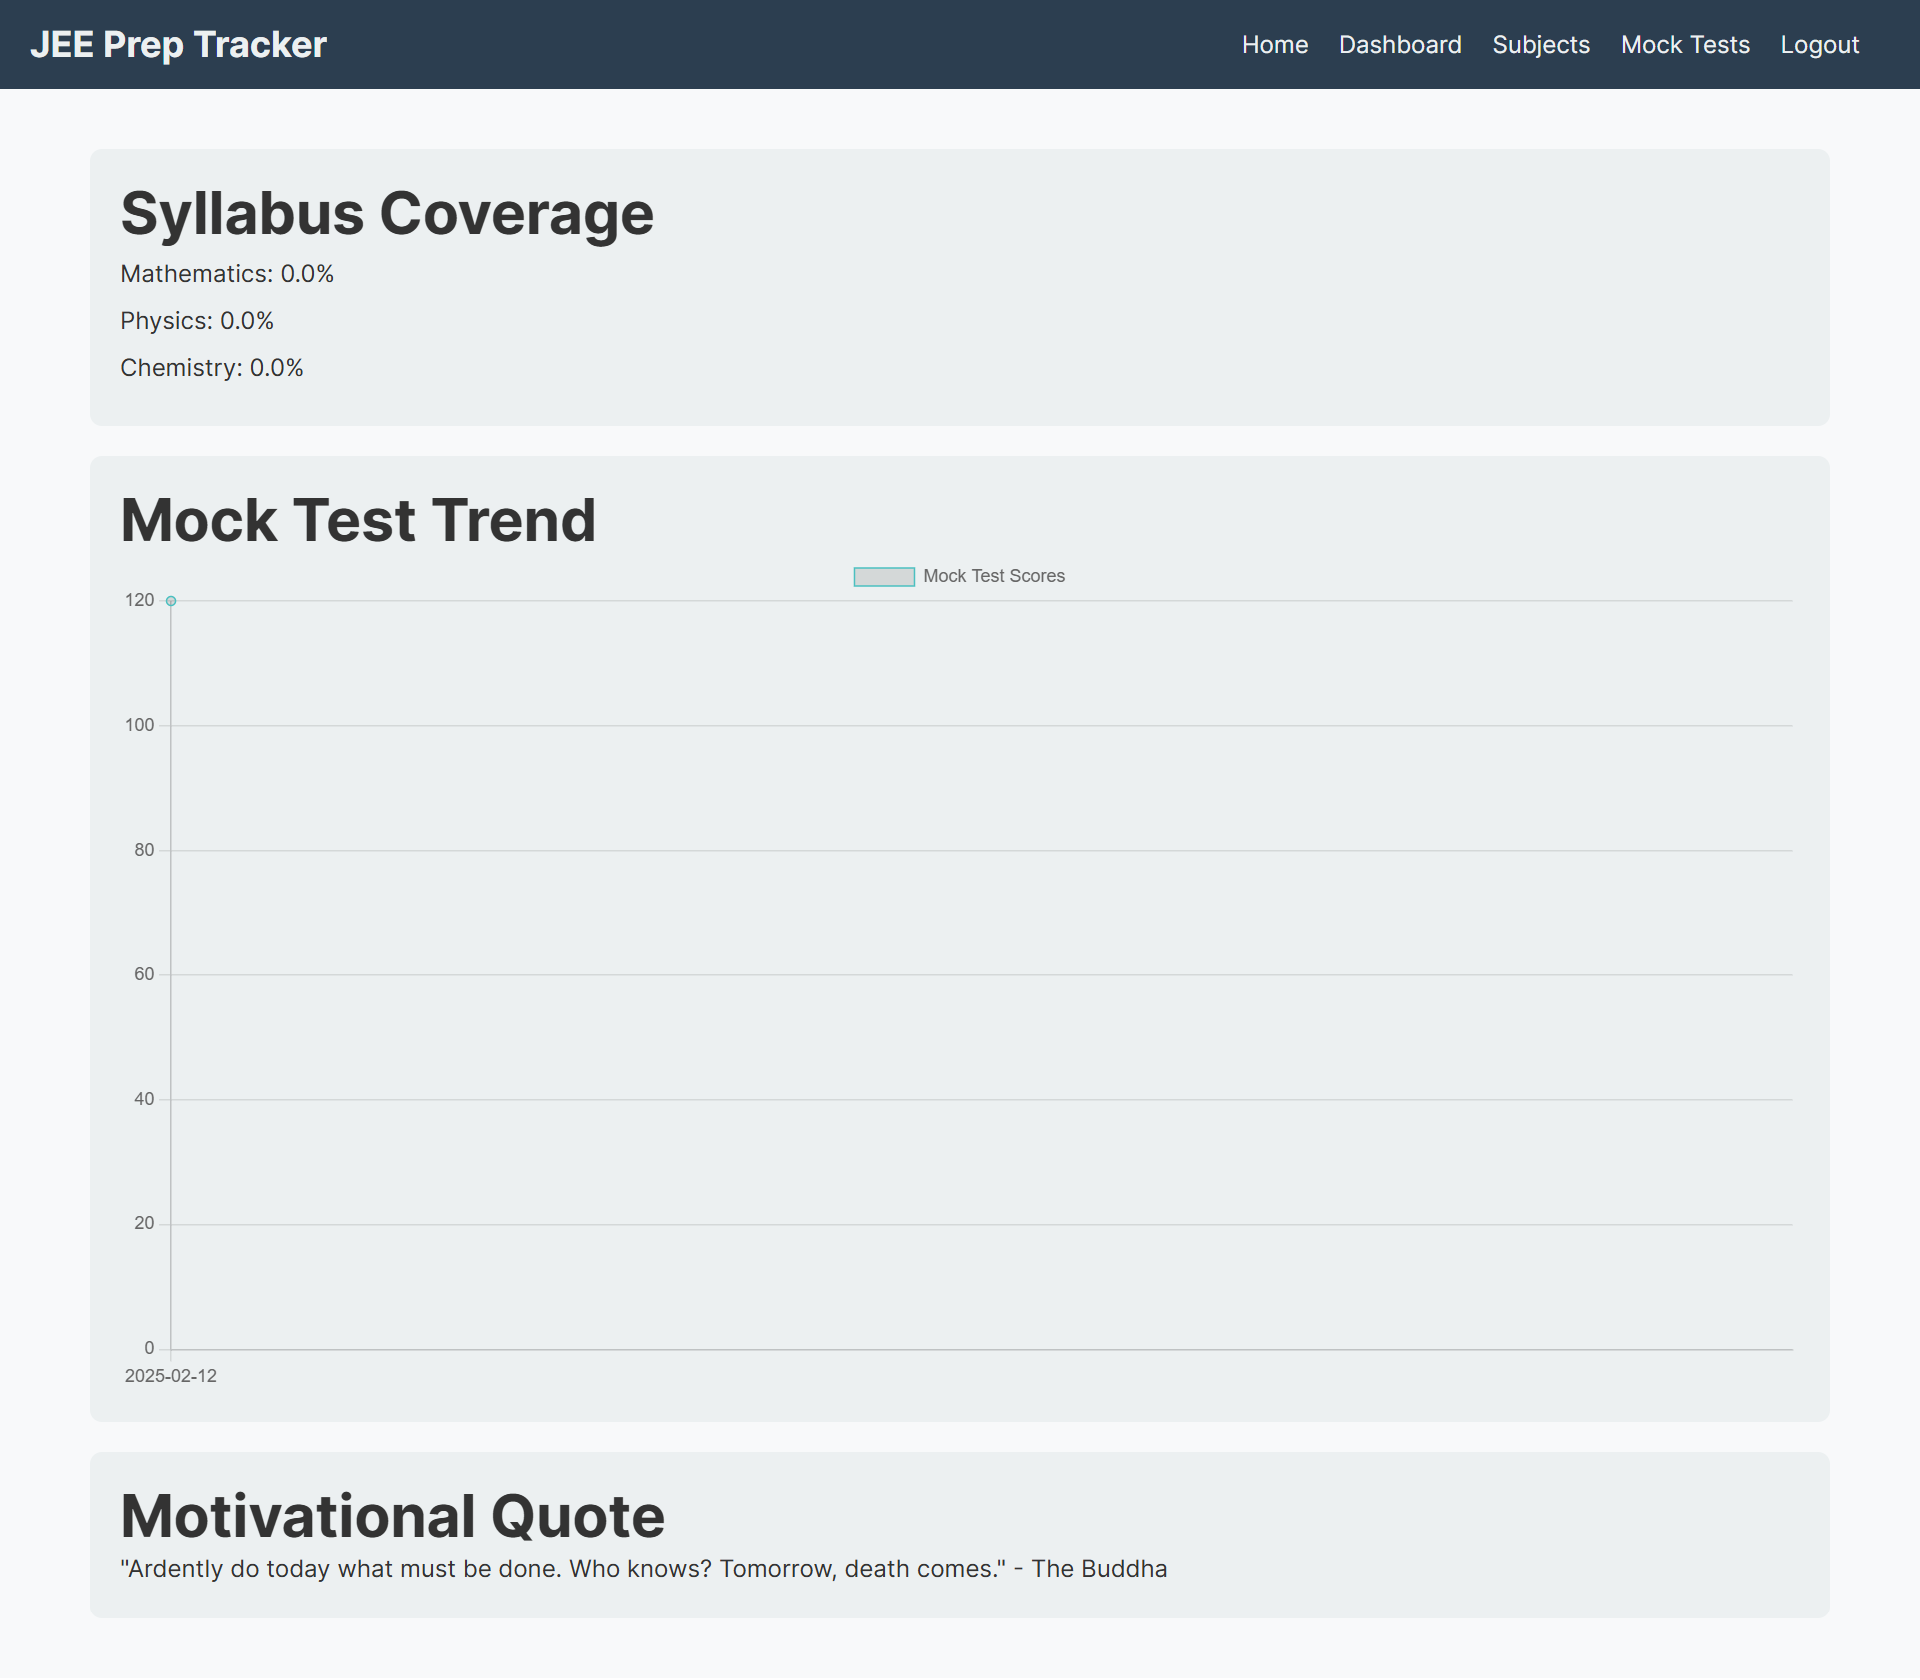 JEE Prep Tracker
Home Dashboard Subjects Mock Tests Logout
Syllabus Coverage
Mathematics: 0.0%
Physics: 0.0%
Chemistry: 0.0%
Mock Test Trend
Mock Test Scores
120
100
80
60
40
20
0
2025-02-12
Motivational Quote
"Ardently do today what must be done. Who knows? Tomorrow, death comes." - The Buddha